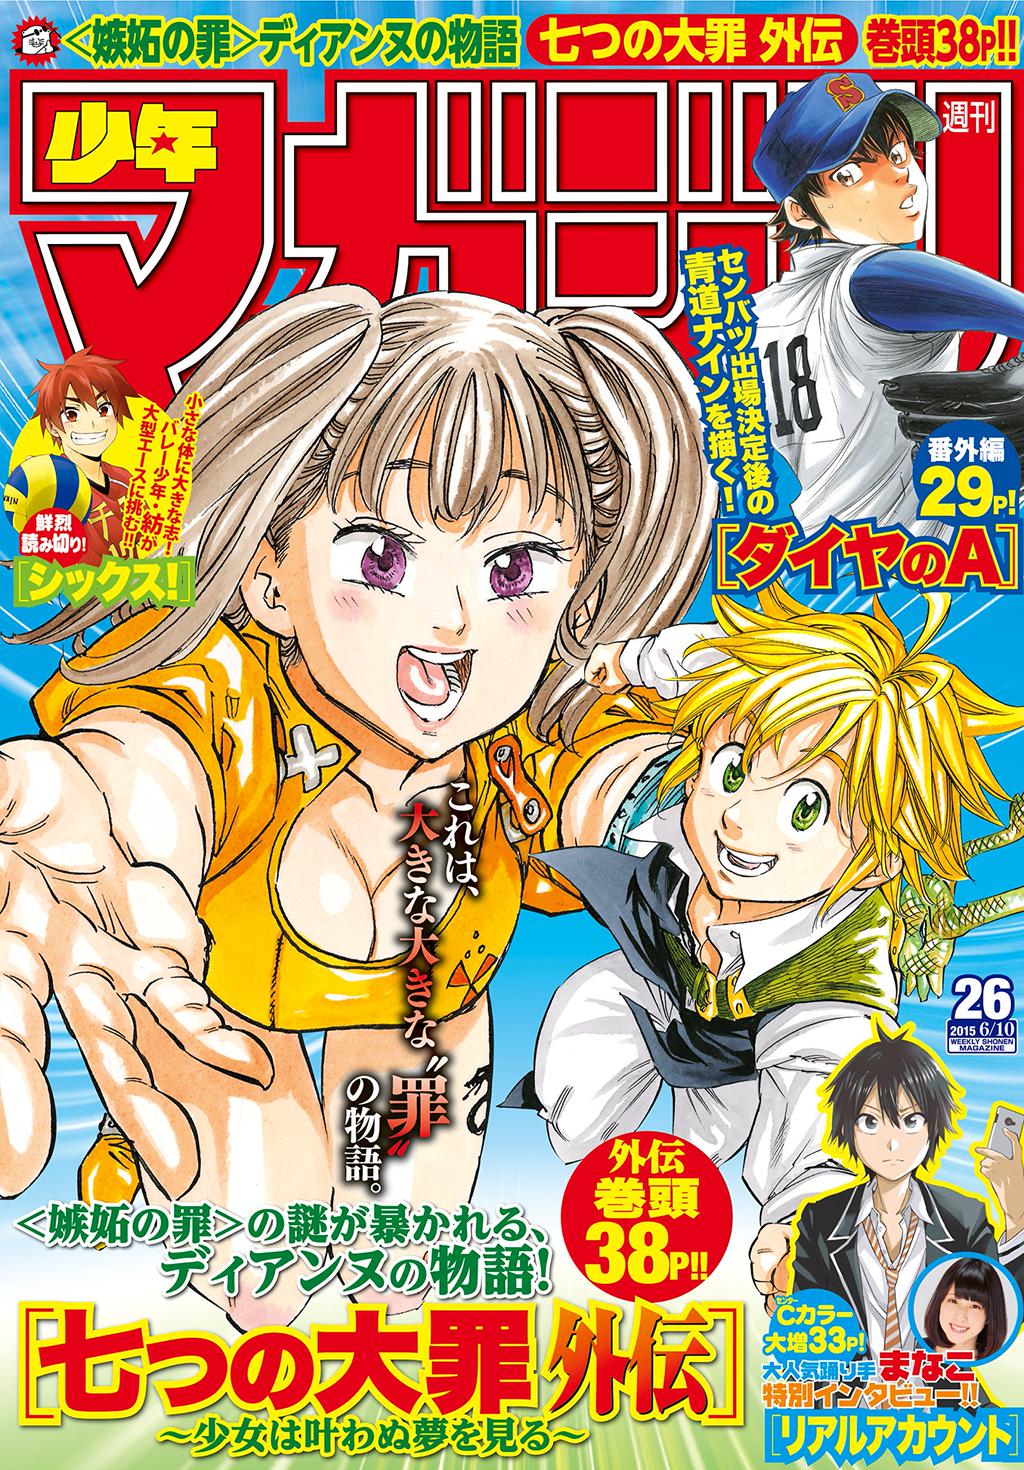 <嫉妬の罪>ディアンヌの物語 七つの大罪 外伝 巻頭38P!!
週刊
少年
マガジン
S
18
センバツ出場決定後の
青道ナインを描く!
番外編
29P!
[ダイヤのA]
小さな体に大きな志!
バレー少年・紡が
大型エースに挑む!!
鮮烈
読み切り!
[シックス!]
これは、
大きな大きな
“罪”
の物語。
26
2015 6/10
WEEKLY SHONEN
MAGAZINE
外伝
巻頭
38P!!
<嫉妬の罪>の謎が暴かれる、
ディアンヌの物語!
[七つの大罪 外伝]
~少女は叶わぬ夢を見る~
センター
Cカラー
大増33P!
大人気踊り手 まなこ
特別インタビュー!!
[リアルアカウント]